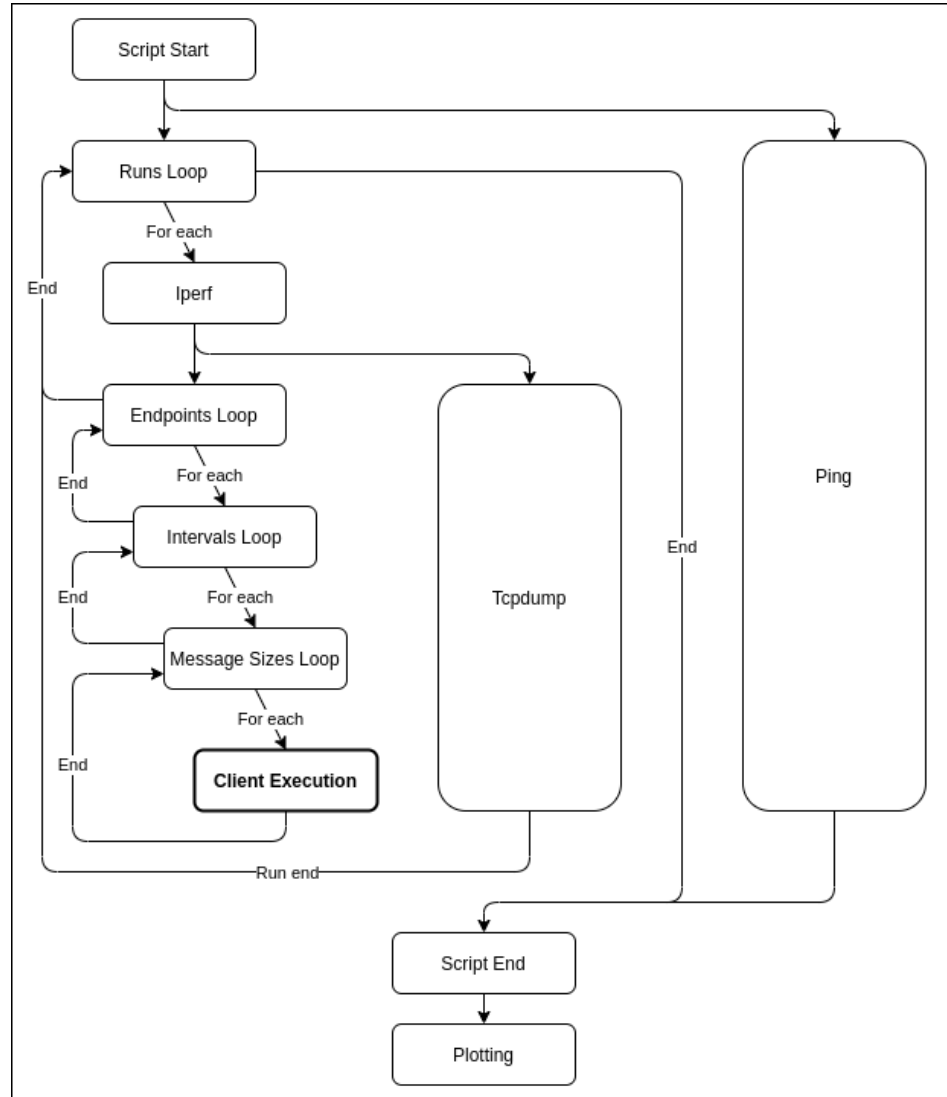 Script Start
Runs Loop
For each
Iperf
End
Endpoints Loop
For each
End
Intervals Loop
For each
End
Message Sizes Loop
For each
End
Client Execution
Run end
Tcpdump
End
Ping
Script End
Plotting